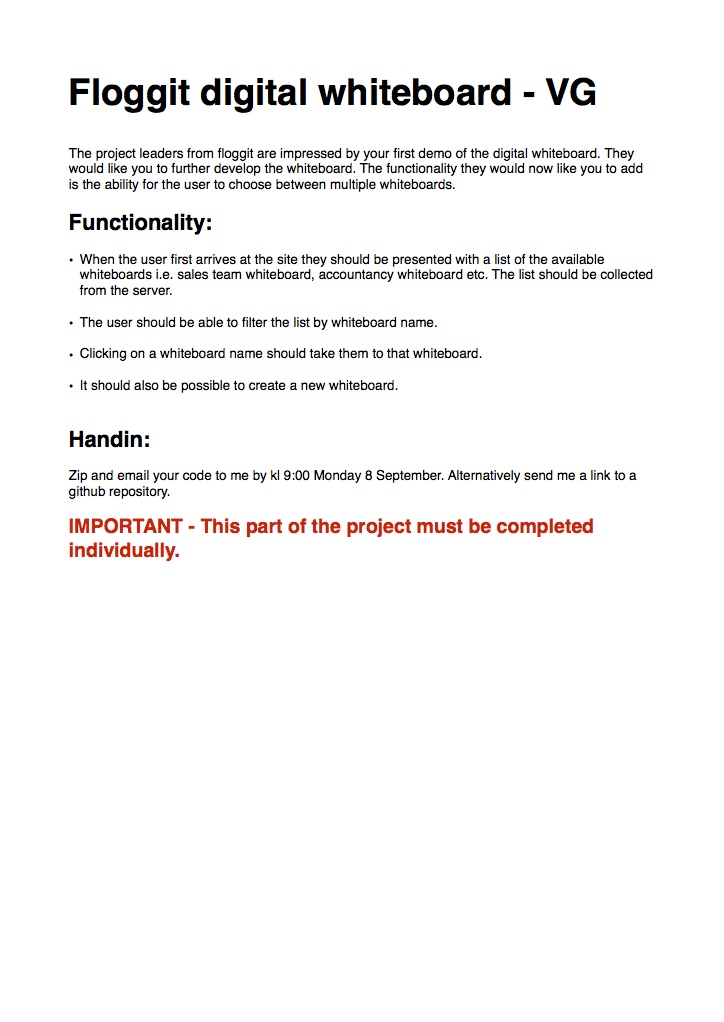 Floggit digital whiteboard - VG
The project leaders from floggit are impressed by your first demo of the digital whiteboard. They
would like you to further develop the whiteboard. The functionality they would now like you to add
is the ability for the user to choose between multiple whiteboards.
Functionality:
• When the user first arrives at the site they should be presented with a list of the available
whiteboards i.e. sales team whiteboard, accountancy whiteboard etc. The list should be collected
from the server.
• The user should be able to filter the list by whiteboard name.
• Clicking on a whiteboard name should take them to that whiteboard.
• It should also be possible to create a new whiteboard.
Handin:
Zip and email your code to me by kl 9:00 Monday 8 September. Alternatively send me a link to a
github repository.
IMPORTANT - This part of the project must be completed
individually.